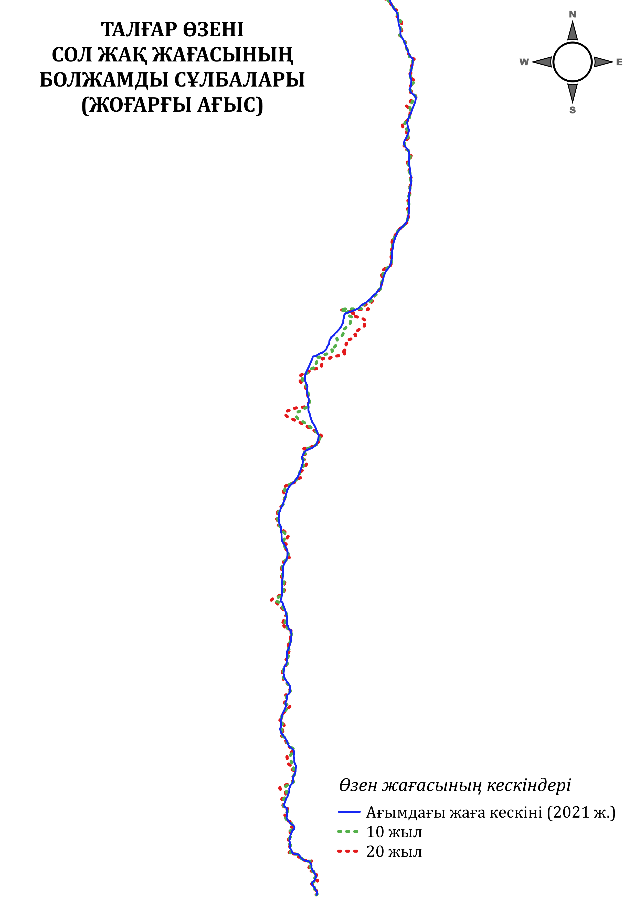 ТАЛҒАР ӨЗЕНІ
СОЛ ЖАҚ ЖАҒАСЫНЫҢ
БОЛЖАМДЫ СҰЛБАЛАРЫ
(ЖОҒАРҒЫ АҒЫС)
N
W E
S
Өзен жағасының кескіндері
Ағымдағы жаға кескіні (2021 ж.)
10 жыл
20 жыл